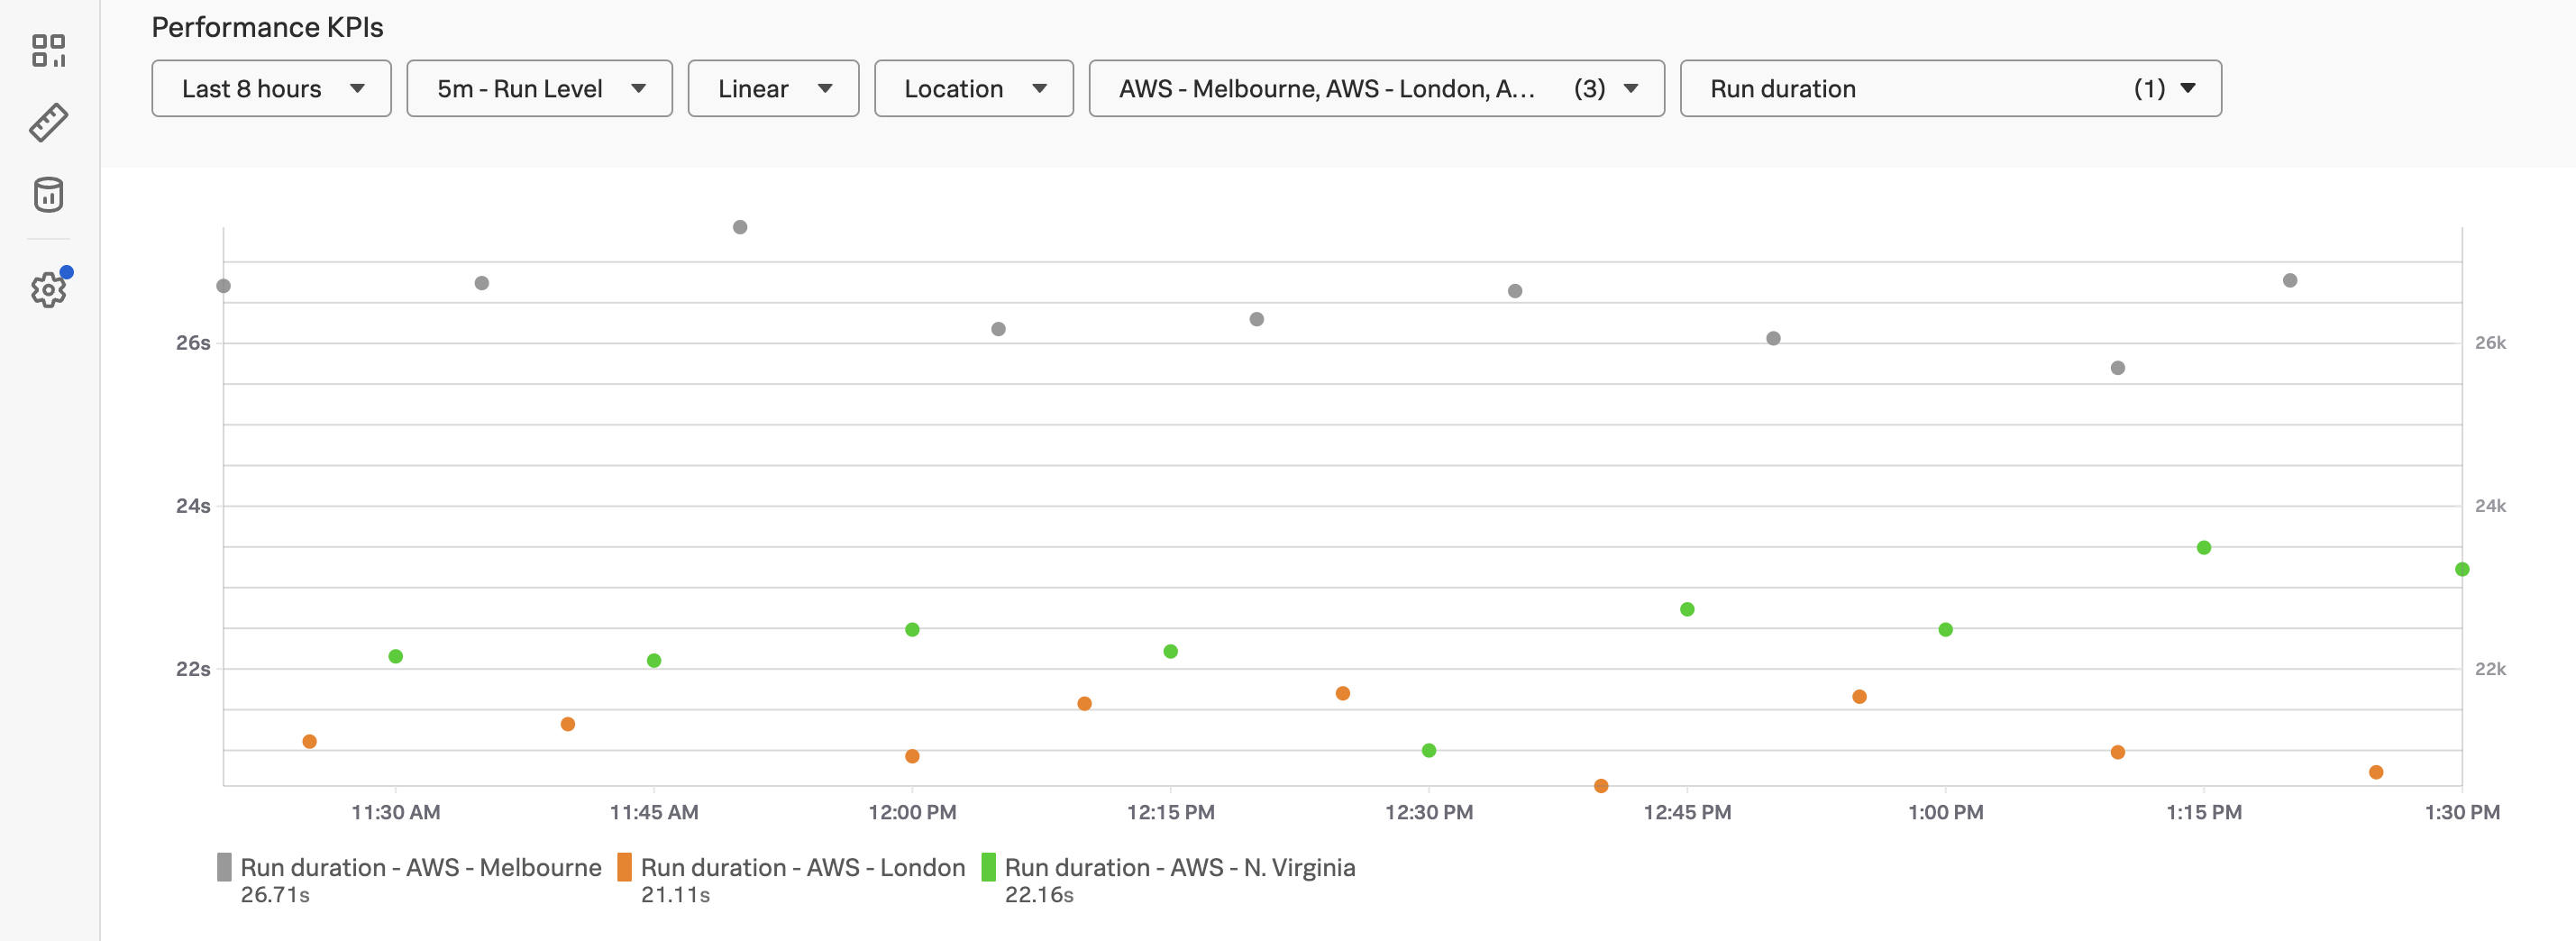 Performance KPIs
Last 8 hours
5m - Run Level
Linear
Location
AWS - Melbourne, AWS - London, A... (3)
Run duration (1)
26s
26k
24s
24k
22s
22k
11:30 AM
11:45 AM
12:00 PM
12:15 PM
12:30 PM
12:45 PM
1:00 PM
1:15 PM
1:30 PM
Run duration - AWS - Melbourne
26.71s
Run duration - AWS - London
21.11s
Run duration - AWS - N. Virginia
22.16s